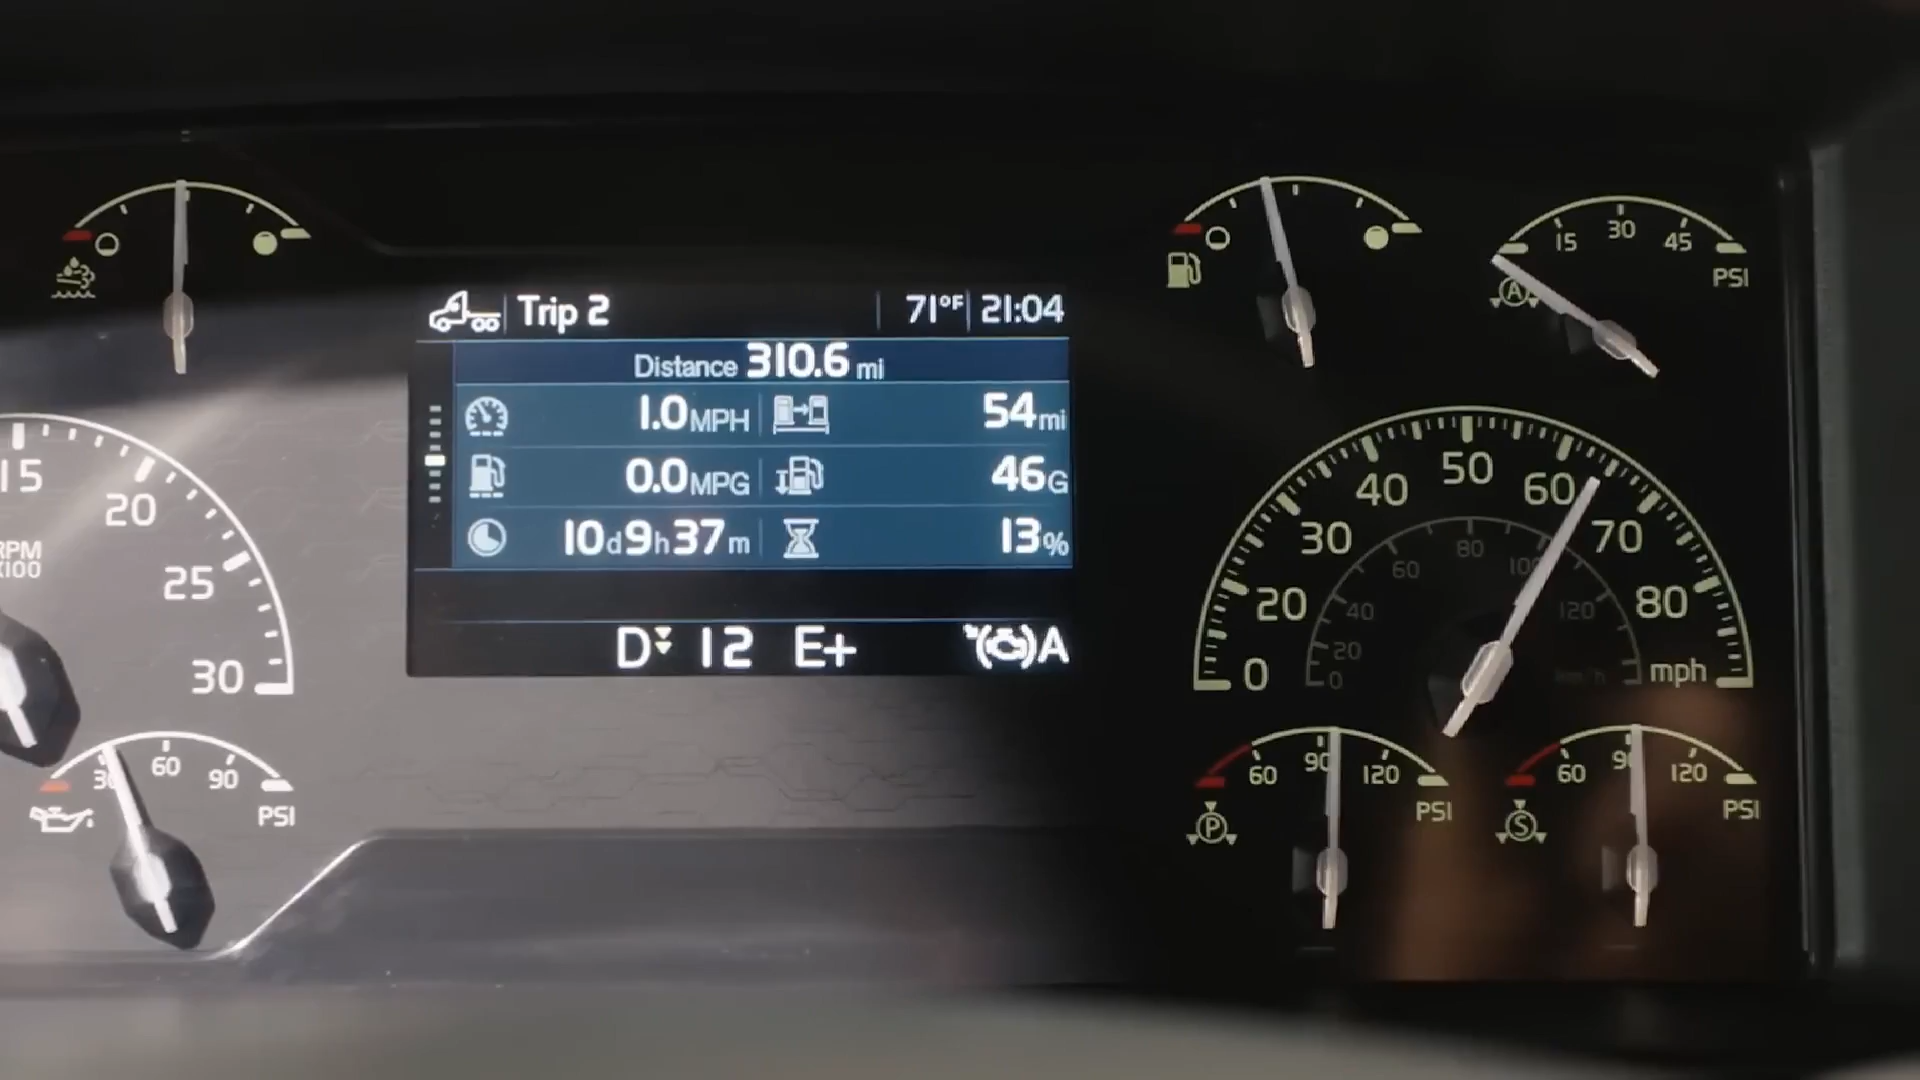 Trip 2 71°F 21:04
Distance 310.6 mi
1.0 MPH 54 mi
0.0 MPG 46 G
10d 9h 37m 13%
D 12 E+ A
15
20
25
30
RPM
X100
30 60 90
PSI
15 30 45
PSI
A
0 20 30 40 50 60 70 80 mph
0 20 40 60 80 100 120 km/h
60 90 120
PSI
P
60 90 120
PSI
S